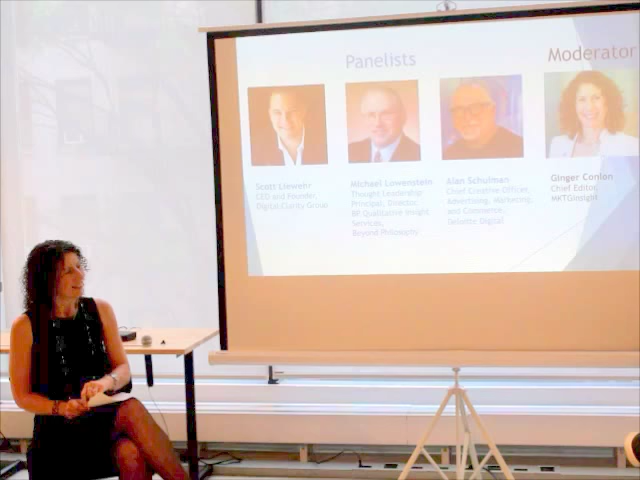 Panelists
Moderator
Scott Liewehr
CEO and Founder,
Digital Clarity Group
Michael Lowenstein
Thought Leadership
Principal, Director,
BP Qualitative Insight
Services,
Beyond Philosophy
Alan Schulman
Chief Creative Officer,
Advertising, Marketing,
and Commerce,
Deloitte Digital
Ginger Conlon
Chief Editor,
MKTGinsight